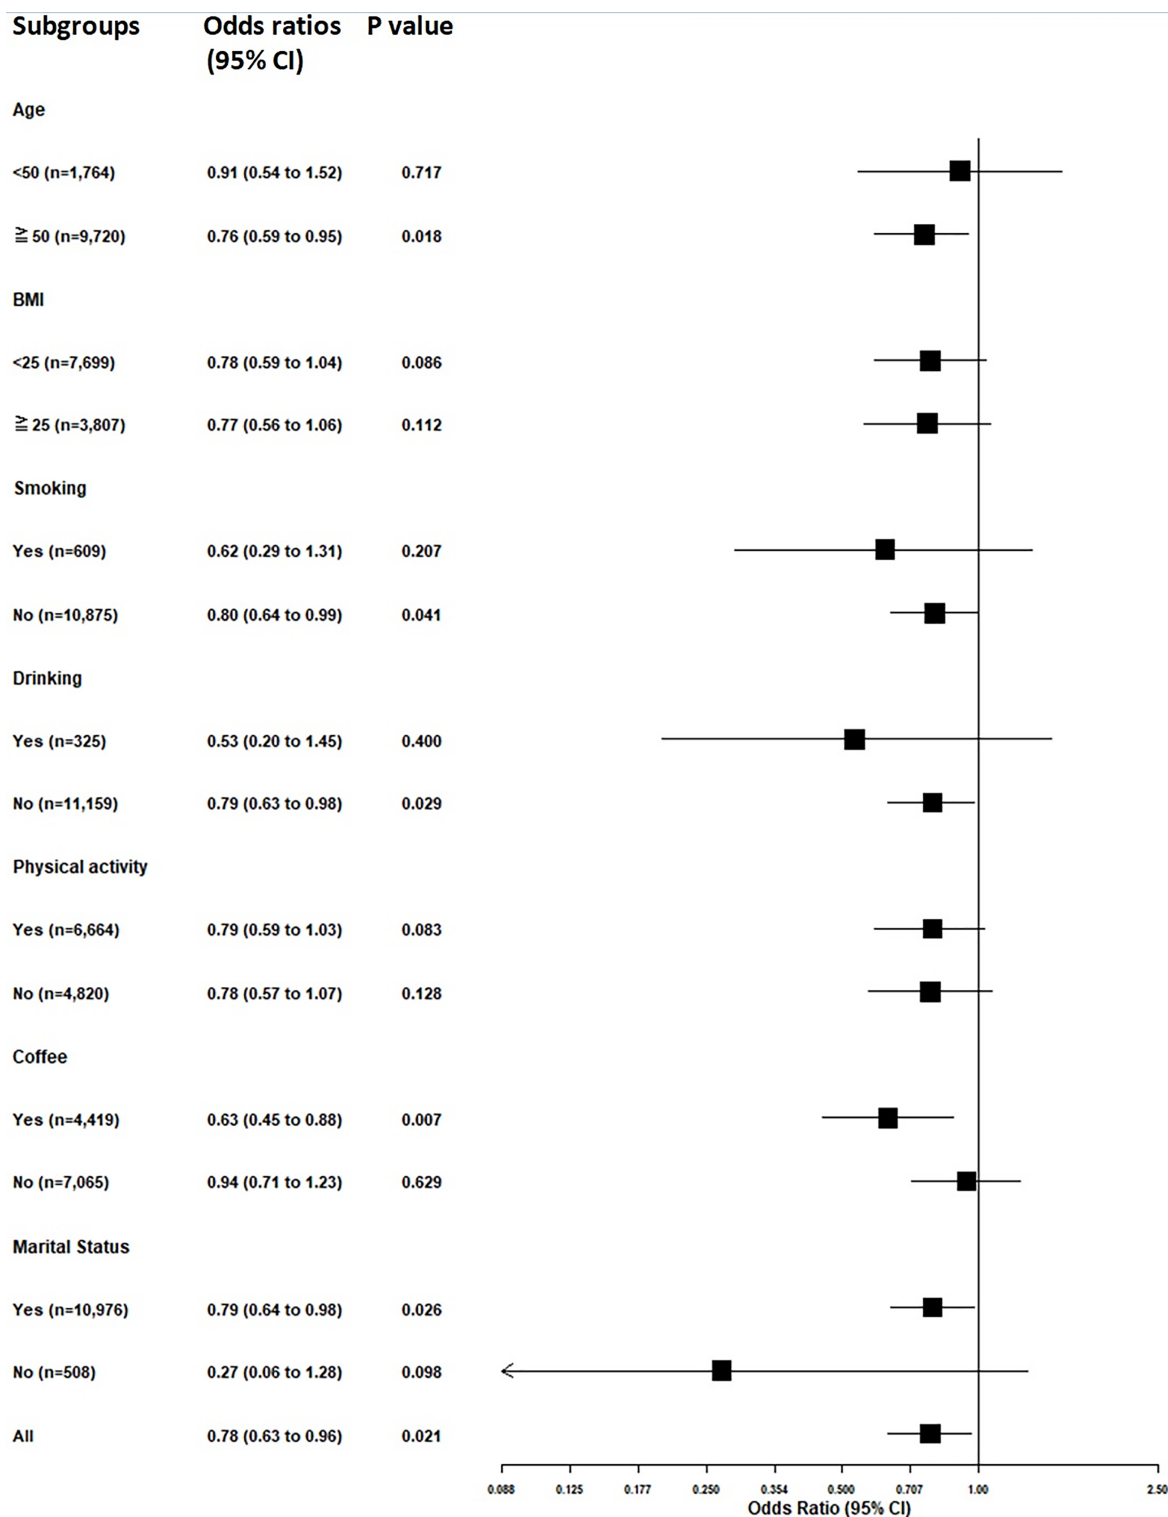 Subgroups Odds ratios P value
(95% CI)
Age
<50 (n=1,764) 0.91 (0.54 to 1.52) 0.717
≧50 (n=9,720) 0.76 (0.59 to 0.95) 0.018
BMI
<25 (n=7,699) 0.78 (0.59 to 1.04) 0.086
≧25 (n=3,807) 0.77 (0.56 to 1.06) 0.112
Smoking
Yes (n=609) 0.62 (0.29 to 1.31) 0.207
No (n=10,875) 0.80 (0.64 to 0.99) 0.041
Drinking
Yes (n=325) 0.53 (0.20 to 1.45) 0.400
No (n=11,159) 0.79 (0.63 to 0.98) 0.029
Physical activity
Yes (n=6,664) 0.79 (0.59 to 1.03) 0.083
No (n=4,820) 0.78 (0.57 to 1.07) 0.128
Coffee
Yes (n=4,419) 0.63 (0.45 to 0.88) 0.007
No (n=7,065) 0.94 (0.71 to 1.23) 0.629
Marital Status
Yes (n=10,976) 0.79 (0.64 to 0.98) 0.026
No (n=508) 0.27 (0.06 to 1.28) 0.098
All 0.78 (0.63 to 0.96) 0.021
0.088 0.125 0.177 0.250 0.354 0.500 0.707 1.00 2.50
Odds Ratio (95% CI)